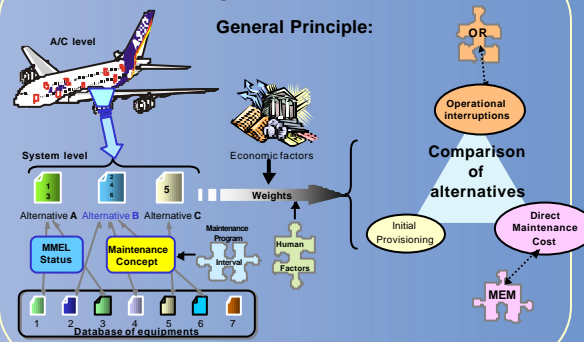 General Principle:
A/C level
OR
Operational
interruptions
Economic factors
System level
Comparison
of
alternatives
1
3
2
4
6
5
Weights
Alternative A
Alternative B
Alternative C
Initial
Provisioning
Direct
Maintenance
Cost
MMEL
Status
Maintenance
Concept
Maintenance
Program
Interval
Human
Factors
MEM
1
2
3
4
5
6
7
Database of equipments